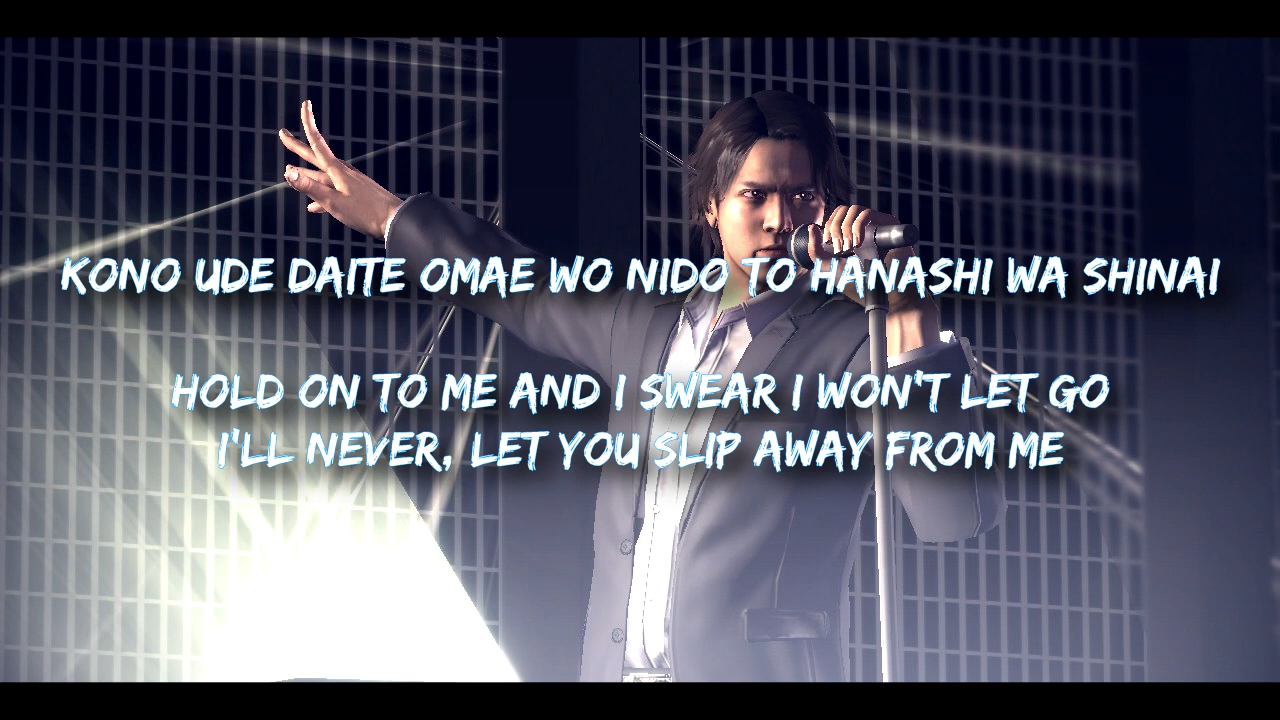 KONO UDE DAITE OMAE WO NIDO TO HANASHI WA SHINAI
HOLD ON TO ME AND I SWEAR I WON'T LET GO
I'LL NEVER, LET YOU SLIP AWAY FROM ME